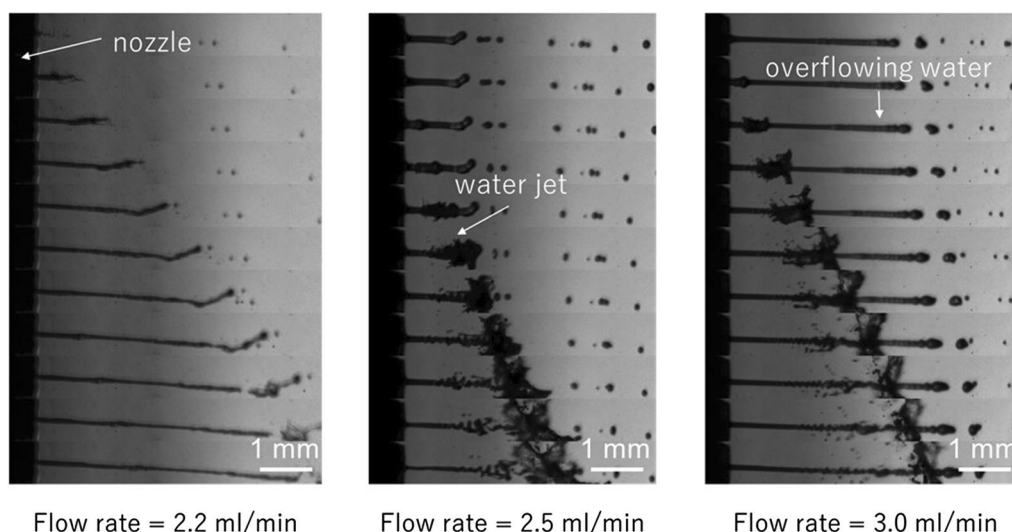 nozzle
water jet
overflowing water
1 mm
1 mm
1 mm
Flow rate = 2.2 ml/min
Flow rate = 2.5 ml/min
Flow rate = 3.0 ml/min